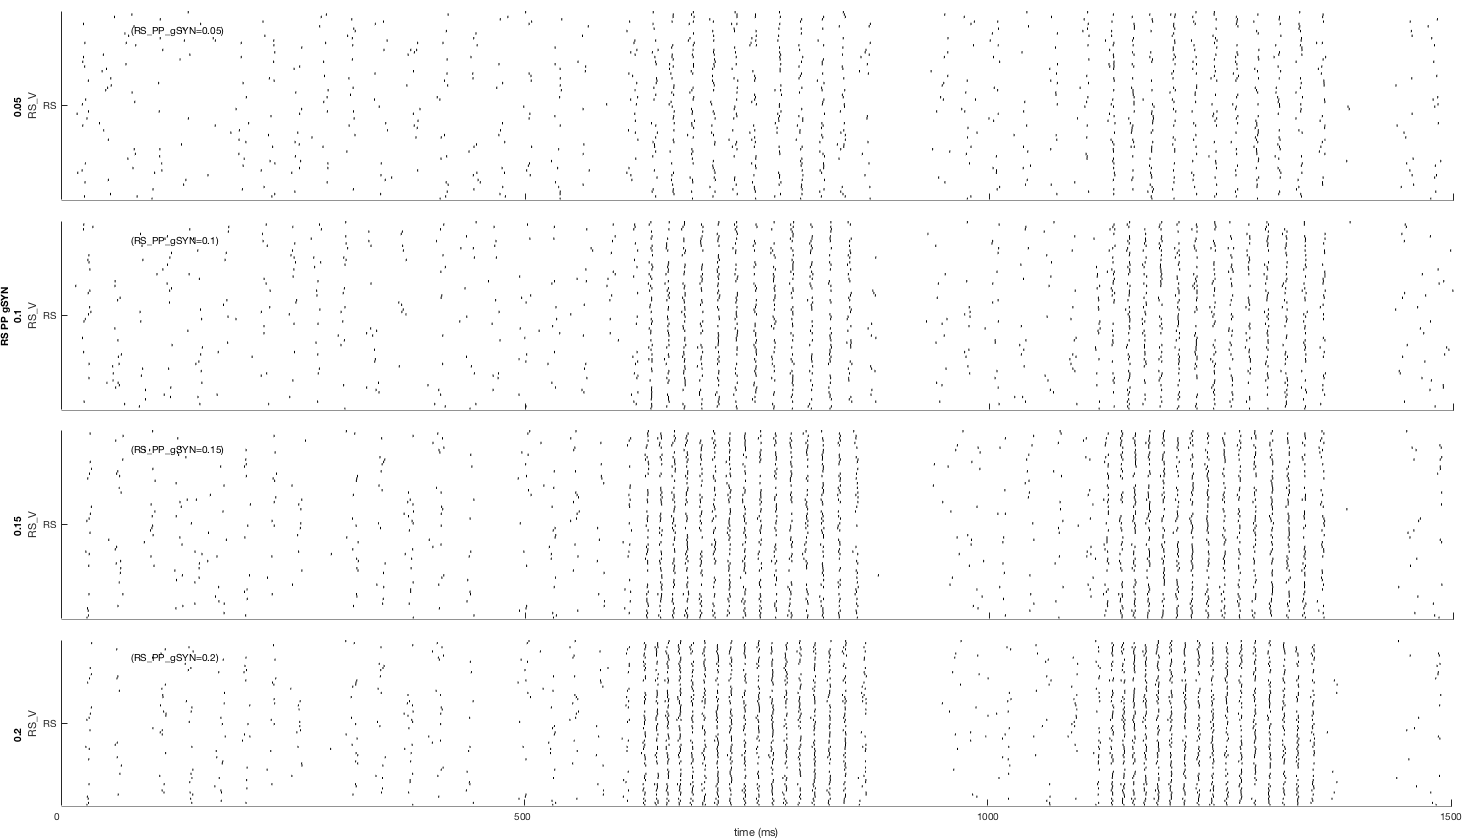 (RS_PP_gSYN=0.05)
0.05
RS_V
RS
(RS_PP_gSYN=0.1)
RS PP gSYN
0.1
RS_V
RS
(RS_PP_gSYN=0.15)
0.15
RS_V
RS
(RS_PP_gSYN=0.2)
0.2
RS_V
RS
0
500
1000
1500
time (ms)